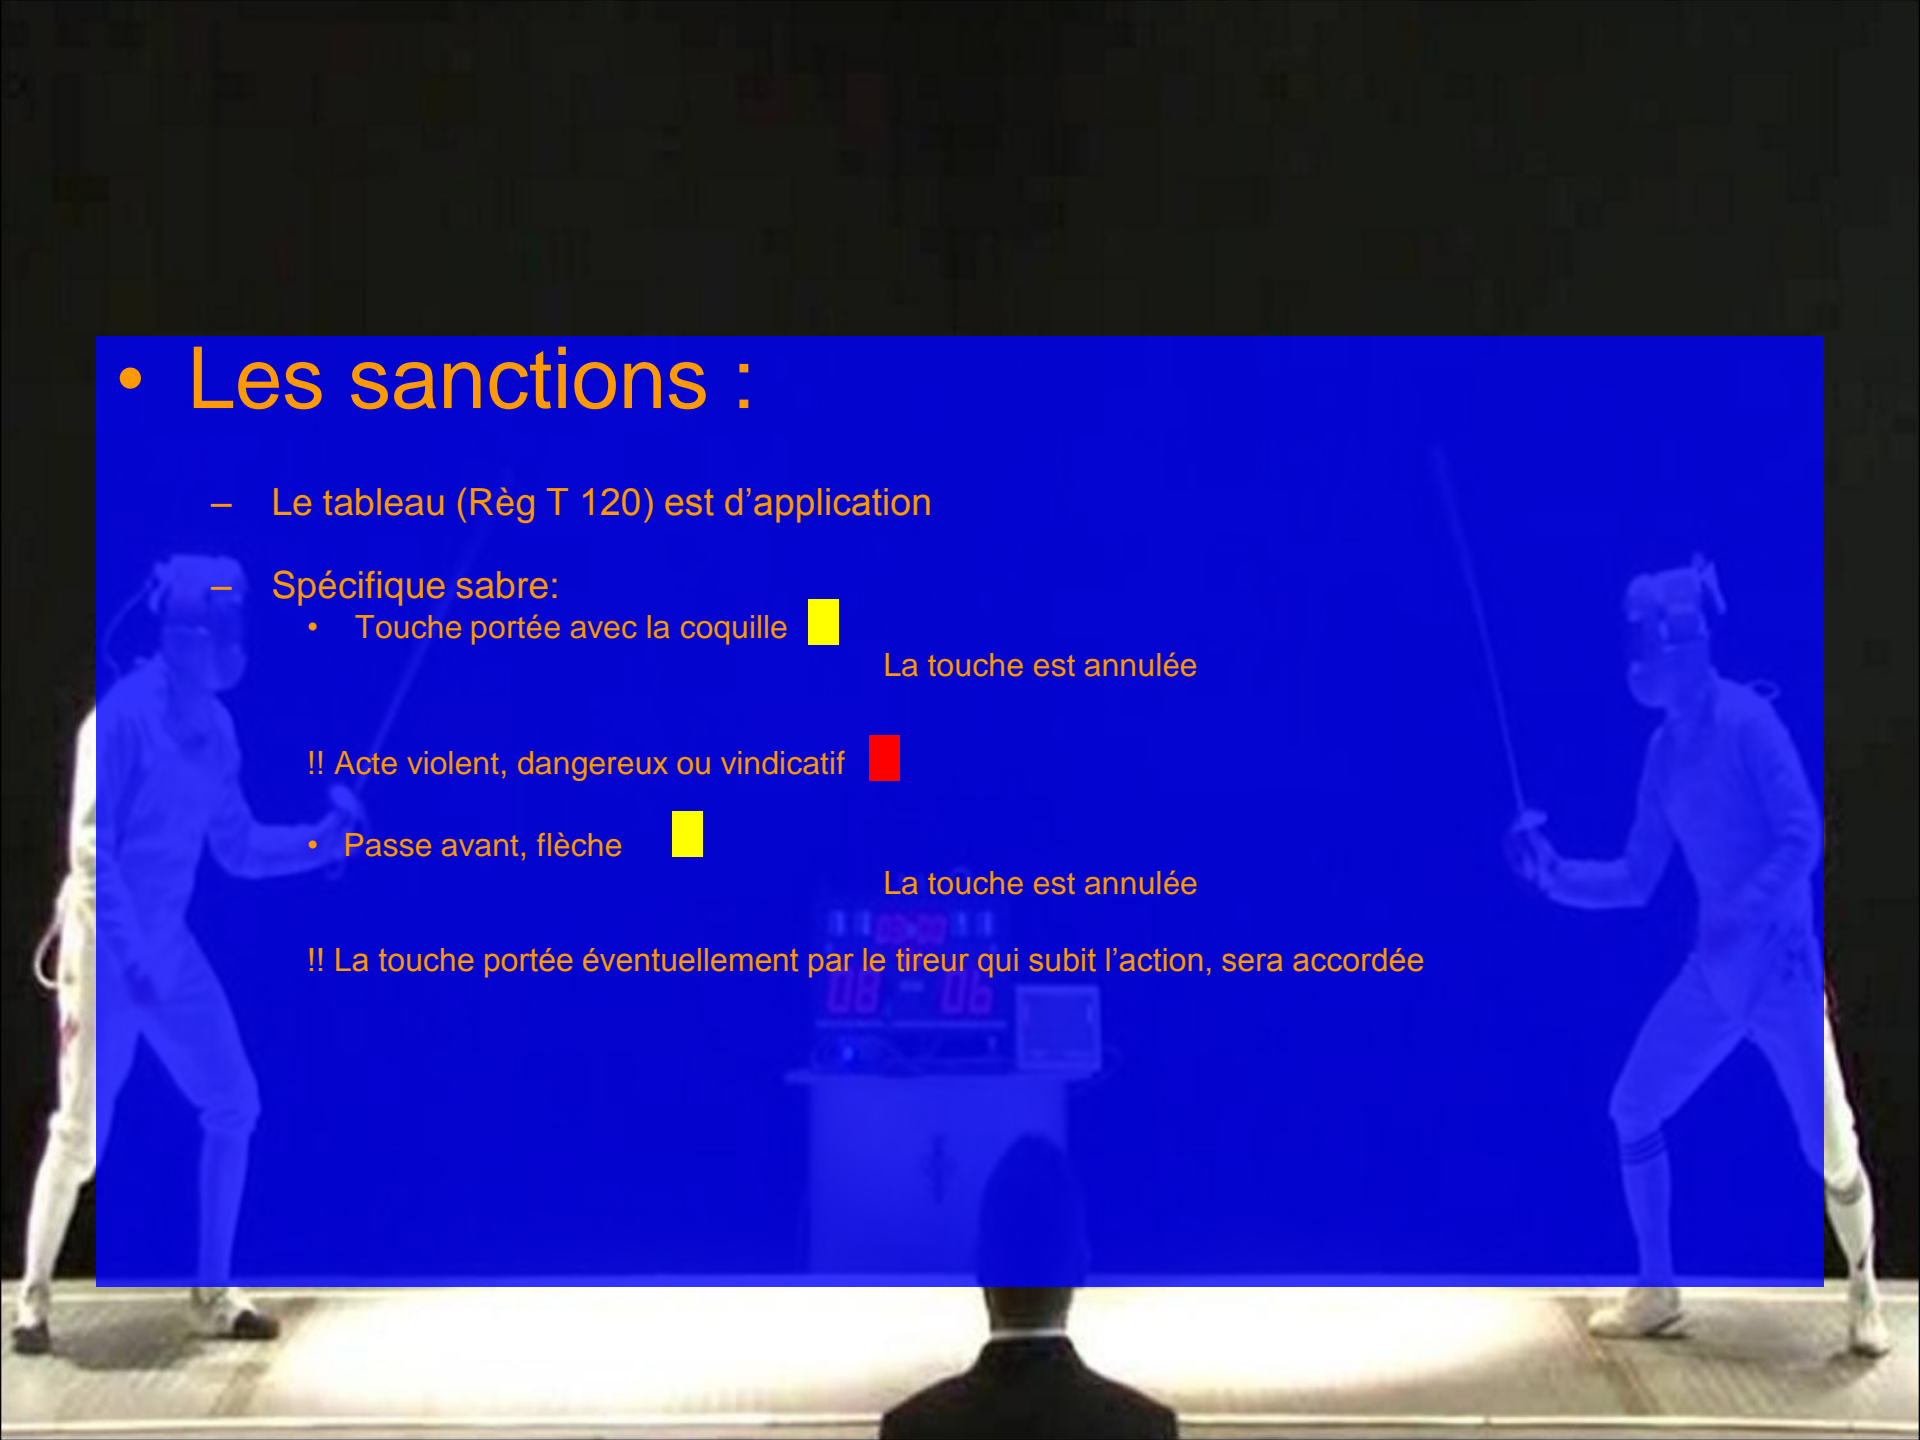 • Les sanctions :
– Le tableau (Règ T 120) est d’application
– Spécifique sabre:
• Touche portée avec la coquille
La touche est annulée
!! Acte violent, dangereux ou vindicatif
• Passe avant, flèche
La touche est annulée
!! La touche portée éventuellement par le tireur qui subit l’action, sera accordée
08 06